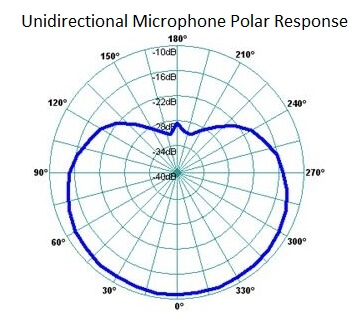 Unidirectional Microphone Polar Response
180°
-10dB
150°
210°
-16dB
120°
240°
-22dB
-28dB
-34dB
90°
-40dB
270°
60°
300°
30°
330°
0°